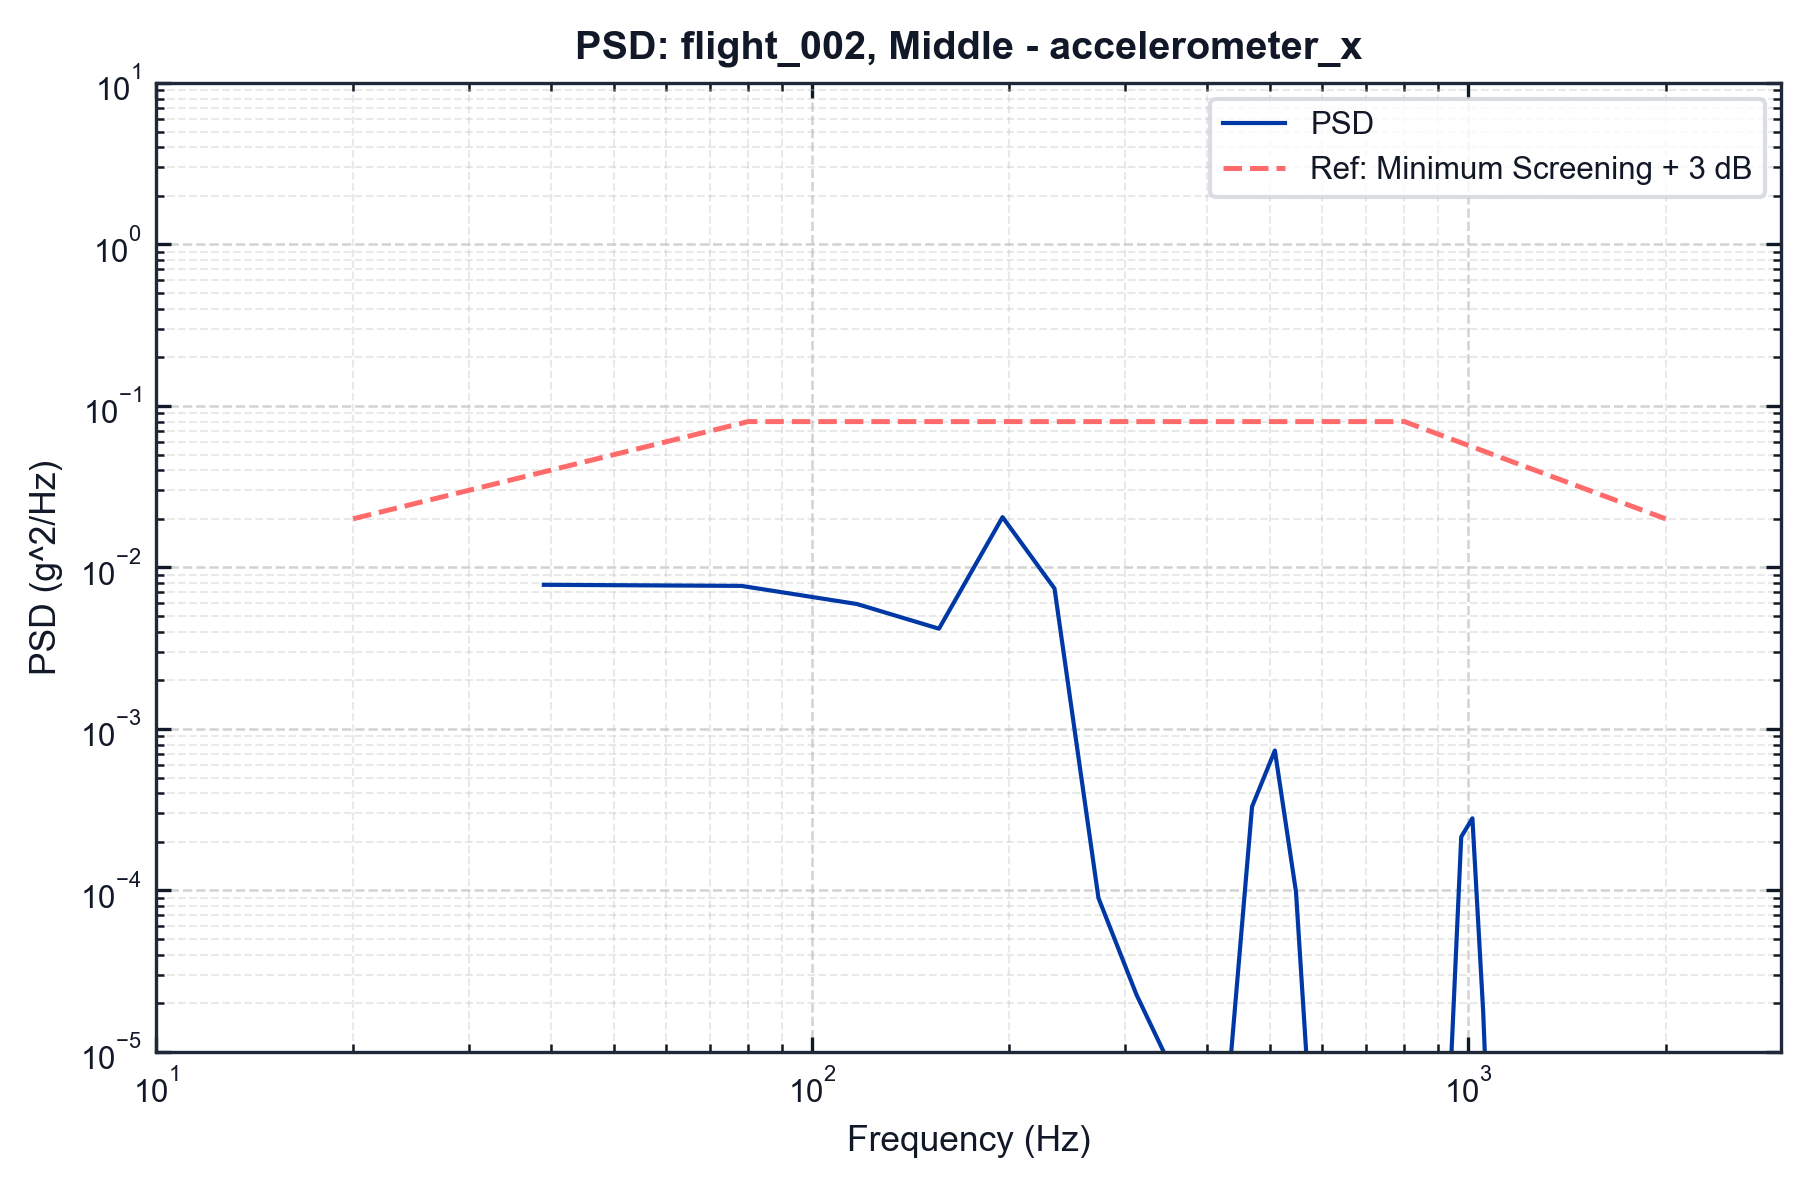 PSD: flight_002, Middle - accelerometer_x
PSD
Ref: Minimum Screening + 3 dB
PSD (g^2/Hz)
10^1
10^0
10^−1
10^−2
10^−3
10^−4
10^−5
10^1
10^2
10^3
Frequency (Hz)